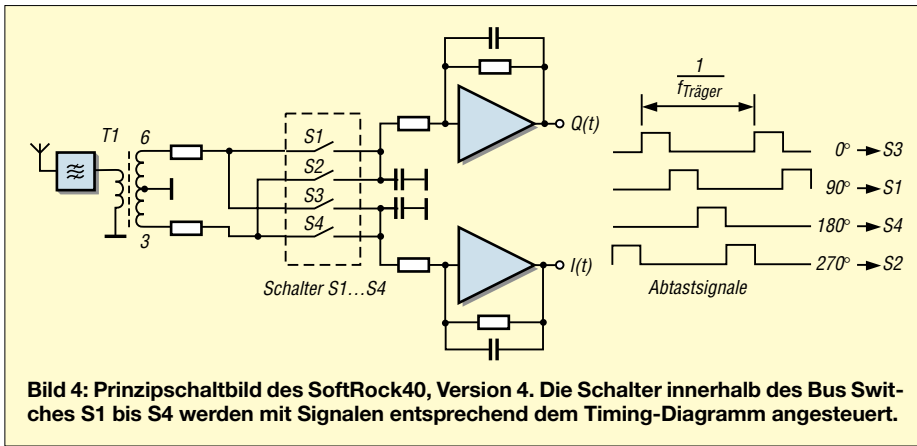 T1
6
3
S1
S2
S3
S4
Schalter S1…S4
Q(t)
I(t)
1
fTräger
0° S3
90° S1
180° S4
270° S2
Abtastsignale
Bild 4: Prinzipschaltbild des SoftRock40, Version 4. Die Schalter innerhalb des Bus Swit-
ches S1 bis S4 werden mit Signalen entsprechend dem Timing-Diagramm angesteuert.